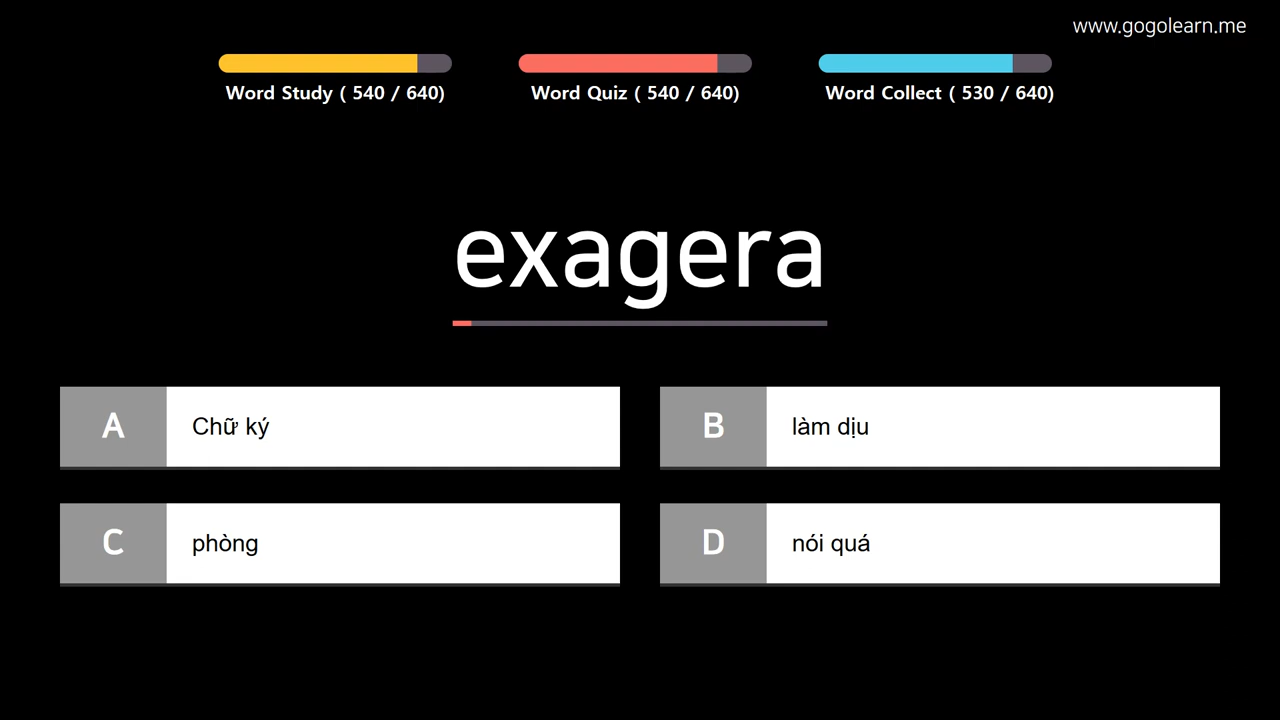 www.gogolearn.me
Word Study ( 540 / 640)
Word Quiz ( 540 / 640)
Word Collect ( 530 / 640)
exagera
A Chữ ký
B làm dịu
C phòng
D nói quá